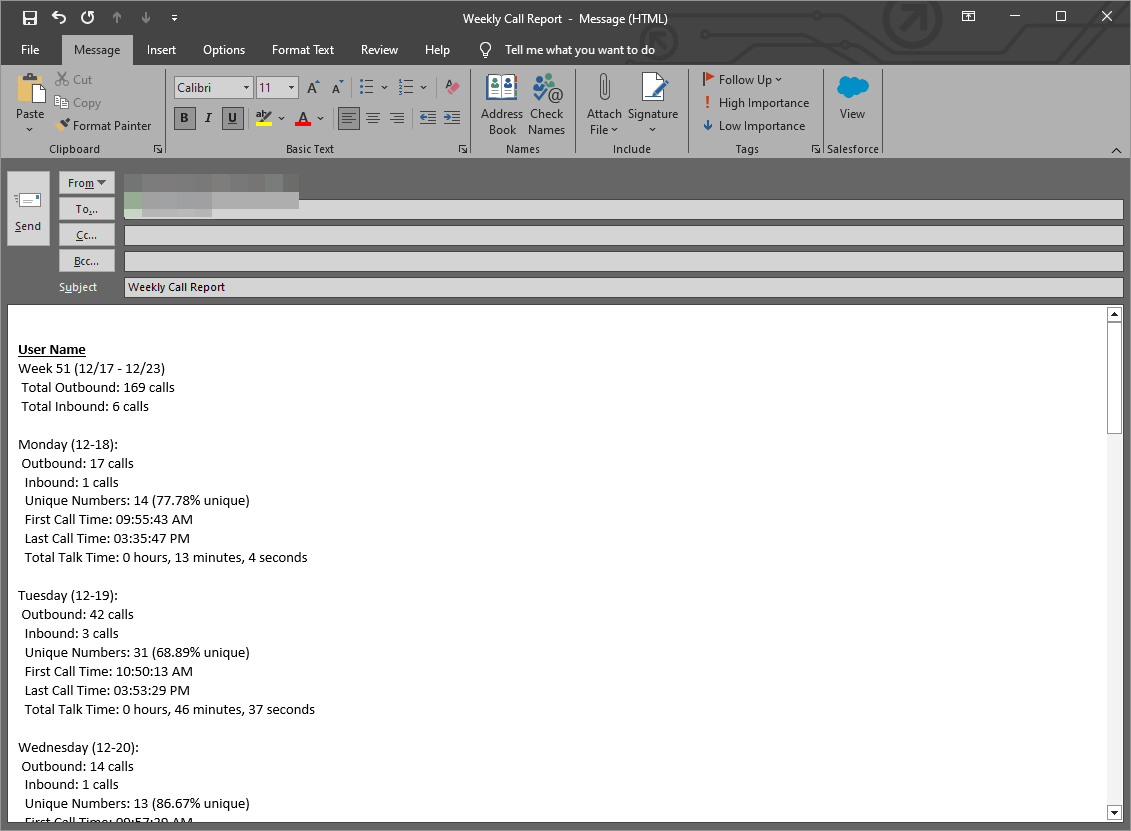 Weekly Call Report - Message (HTML)
File Message Insert Options Format Text Review Help Tell me what you want to do
Paste
Cut
Copy
Format Painter
Clipboard
Calibri 11
B I U
Basic Text
Address Book
Check Names
Names
Attach File
Signature
Include
Follow Up
High Importance
Low Importance
Tags
View
Salesforce
Send
From
To...
Cc...
Bcc...
Subject Weekly Call Report
User Name
Week 51 (12/17 - 12/23)
Total Outbound: 169 calls
Total Inbound: 6 calls
Monday (12-18):
Outbound: 17 calls
Inbound: 1 calls
Unique Numbers: 14 (77.78% unique)
First Call Time: 09:55:43 AM
Last Call Time: 03:35:47 PM
Total Talk Time: 0 hours, 13 minutes, 4 seconds
Tuesday (12-19):
Outbound: 42 calls
Inbound: 3 calls
Unique Numbers: 31 (68.89% unique)
First Call Time: 10:50:13 AM
Last Call Time: 03:53:29 PM
Total Talk Time: 0 hours, 46 minutes, 37 seconds
Wednesday (12-20):
Outbound: 14 calls
Inbound: 1 calls
Unique Numbers: 13 (86.67% unique)
First Call Time: 09:57:39 AM